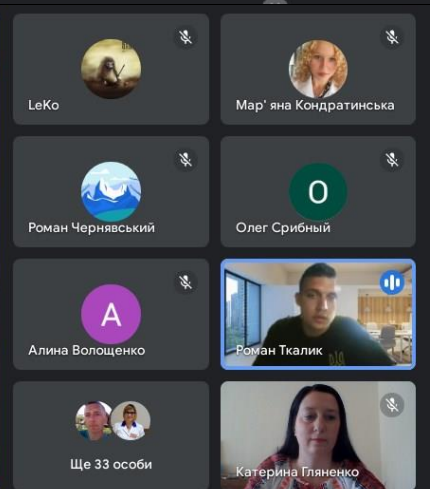 LeKo
Мар' яна Кондратинська
Роман Чернявський
О
Олег Срибный
А
Алина Волощенко
Роман Ткалик
Ще 33 особи
Катерина Гляненко